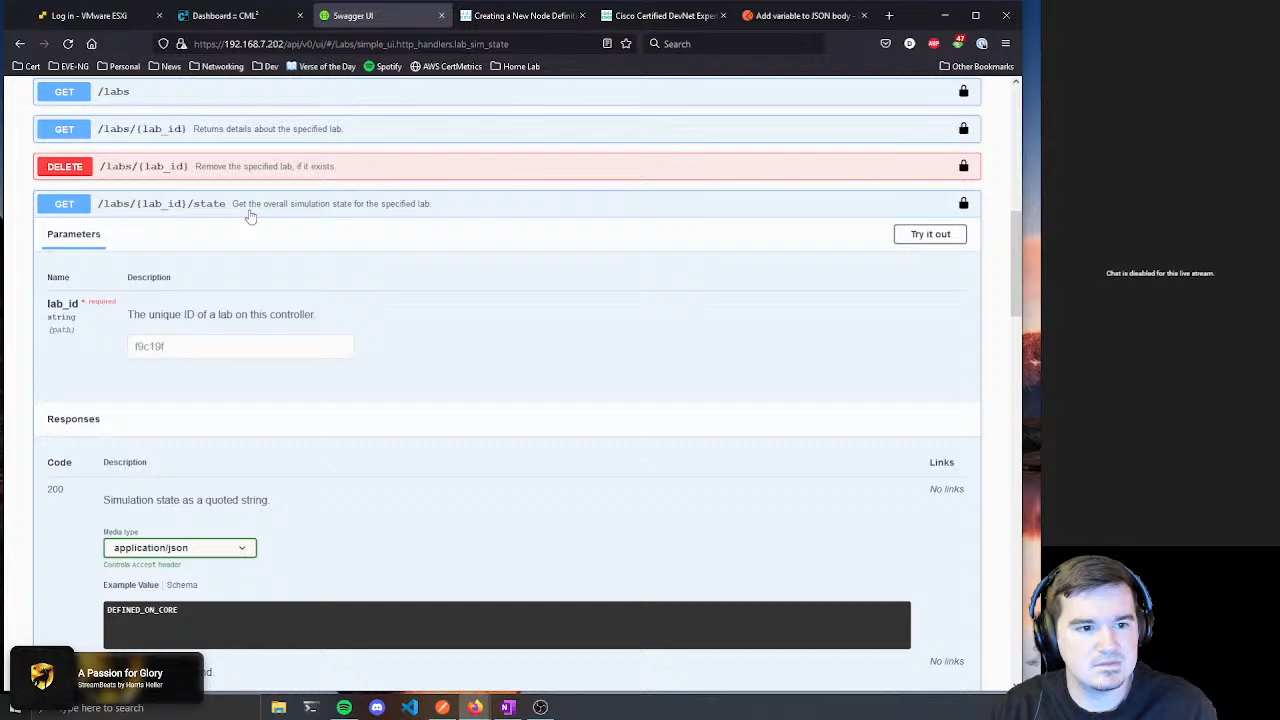 Log in - VMware ESXi
Dashboard :: CML²
Swagger UI
Creating a New Node Definiti
Cisco Certified DevNet Exper
Add variable to JSON body -
https://192.168.7.202/api/v0/ui/#/Labs/simple_ui.http_handlers.lab_sim_state
Search
47
Cert
EVE-NG
Personal
News
Networking
Dev
Verse of the Day
Spotify
AWS CertMetrics
Home Lab
Other Bookmarks
GET /labs
GET /labs/{lab_id} Returns details about the specified lab.
DELETE /labs/{lab_id} Remove the specified lab, if it exists.
GET /labs/{lab_id}/state Get the overall simulation state for the specified lab.
Parameters
Try it out
Name Description
lab_id * required
string
(path)
The unique ID of a lab on this controller.
f9c19f
Responses
Code Description Links
200 No links
Simulation state as a quoted string.
Media type
application/json
Controls Accept header
Example Value Schema
DEFINED_ON_CORE
No links
A Passion for Glory
StreamBeats by Harris Heller
Chat is disabled for this live stream.